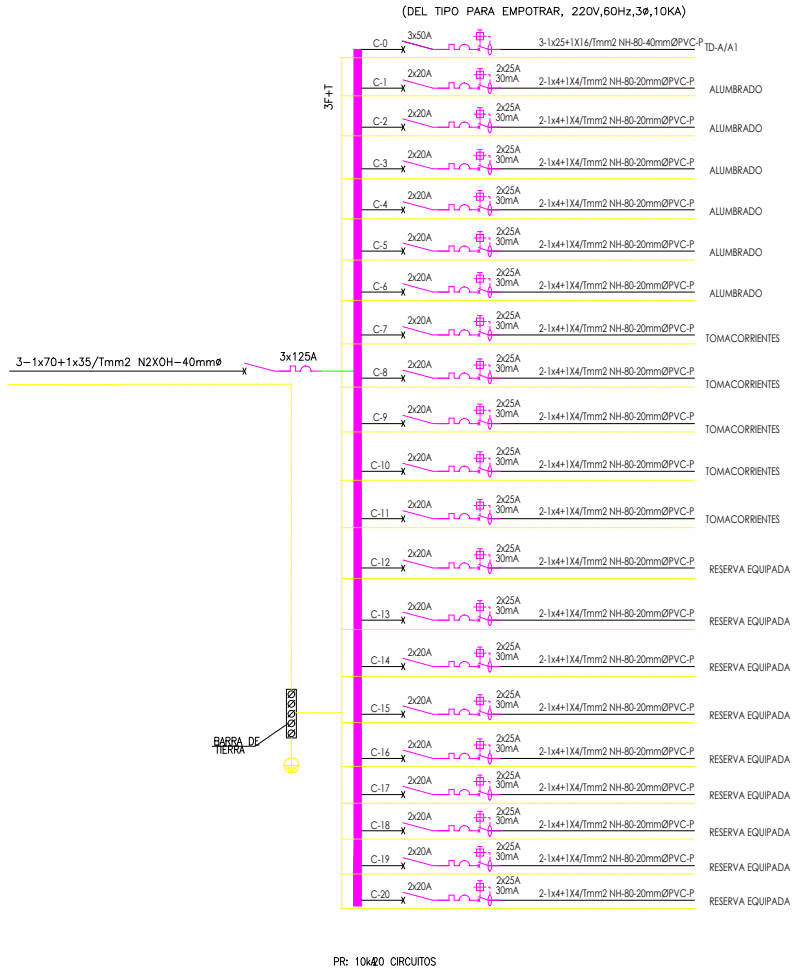 (DEL TIPO PARA EMPOTRAR, 220V,60Hz,3ø,10KA)
3F+T
C-0 3x50A 3-1x25+1X16/Tmm2 NH-80-40mmØPVC-P TD-A/A1
C-1 2x20A 2x25A 30mA 2-1x4+1X4/Tmm2 NH-80-20mmØPVC-P ALUMBRADO
C-2 2x20A 2x25A 30mA 2-1x4+1X4/Tmm2 NH-80-20mmØPVC-P ALUMBRADO
C-3 2x20A 2x25A 30mA 2-1x4+1X4/Tmm2 NH-80-20mmØPVC-P ALUMBRADO
C-4 2x20A 2x25A 30mA 2-1x4+1X4/Tmm2 NH-80-20mmØPVC-P ALUMBRADO
C-5 2x20A 2x25A 30mA 2-1x4+1X4/Tmm2 NH-80-20mmØPVC-P ALUMBRADO
C-6 2x20A 2x25A 30mA 2-1x4+1X4/Tmm2 NH-80-20mmØPVC-P ALUMBRADO
C-7 2x20A 2x25A 30mA 2-1x4+1X4/Tmm2 NH-80-20mmØPVC-P TOMACORRIENTES
3-1x70+1x35/Tmm2 N2XOH-40mmø 3x125A
C-8 2x20A 2x25A 30mA 2-1x4+1X4/Tmm2 NH-80-20mmØPVC-P TOMACORRIENTES
C-9 2x20A 2x25A 30mA 2-1x4+1X4/Tmm2 NH-80-20mmØPVC-P TOMACORRIENTES
C-10 2x20A 2x25A 30mA 2-1x4+1X4/Tmm2 NH-80-20mmØPVC-P TOMACORRIENTES
C-11 2x20A 2x25A 30mA 2-1x4+1X4/Tmm2 NH-80-20mmØPVC-P TOMACORRIENTES
C-12 2x20A 2x25A 30mA 2-1x4+1X4/Tmm2 NH-80-20mmØPVC-P RESERVA EQUIPADA
C-13 2x20A 2x25A 30mA 2-1x4+1X4/Tmm2 NH-80-20mmØPVC-P RESERVA EQUIPADA
C-14 2x20A 2x25A 30mA 2-1x4+1X4/Tmm2 NH-80-20mmØPVC-P RESERVA EQUIPADA
C-15 2x20A 2x25A 30mA 2-1x4+1X4/Tmm2 NH-80-20mmØPVC-P RESERVA EQUIPADA
BARRA DE
TIERRA
C-16 2x20A 2x25A 30mA 2-1x4+1X4/Tmm2 NH-80-20mmØPVC-P RESERVA EQUIPADA
C-17 2x20A 2x25A 30mA 2-1x4+1X4/Tmm2 NH-80-20mmØPVC-P RESERVA EQUIPADA
C-18 2x20A 2x25A 30mA 2-1x4+1X4/Tmm2 NH-80-20mmØPVC-P RESERVA EQUIPADA
C-19 2x20A 2x25A 30mA 2-1x4+1X4/Tmm2 NH-80-20mmØPVC-P RESERVA EQUIPADA
C-20 2x20A 2x25A 30mA 2-1x4+1X4/Tmm2 NH-80-20mmØPVC-P RESERVA EQUIPADA
PR: 10kA 20 CIRCUITOS